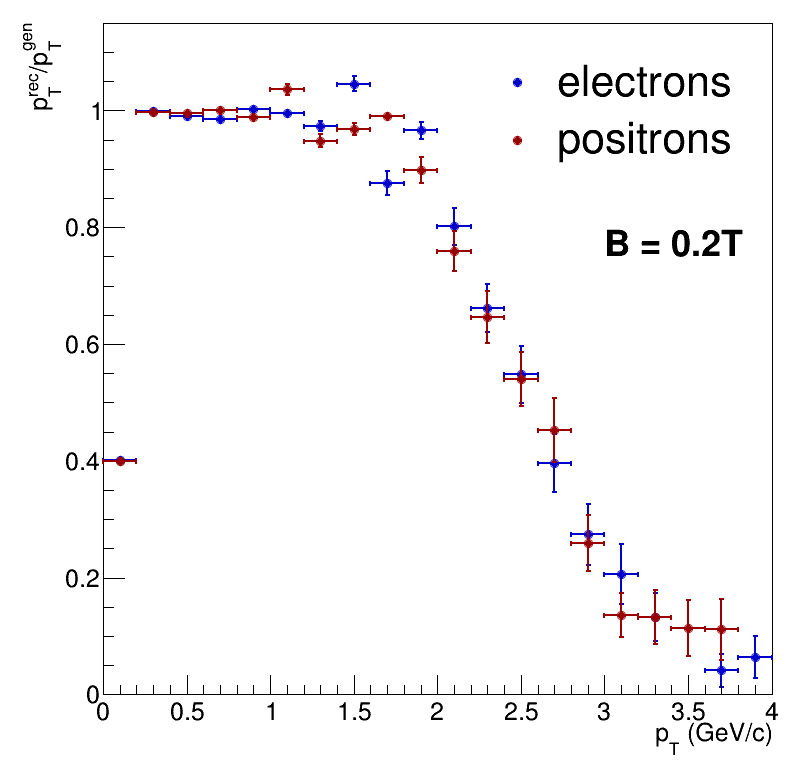 p_T^rec/p_T^gen
electrons
positrons
B = 0.2T
1
0.8
0.6
0.4
0.2
0
0 0.5 1 1.5 2 2.5 3 3.5 4
p_T (GeV/c)